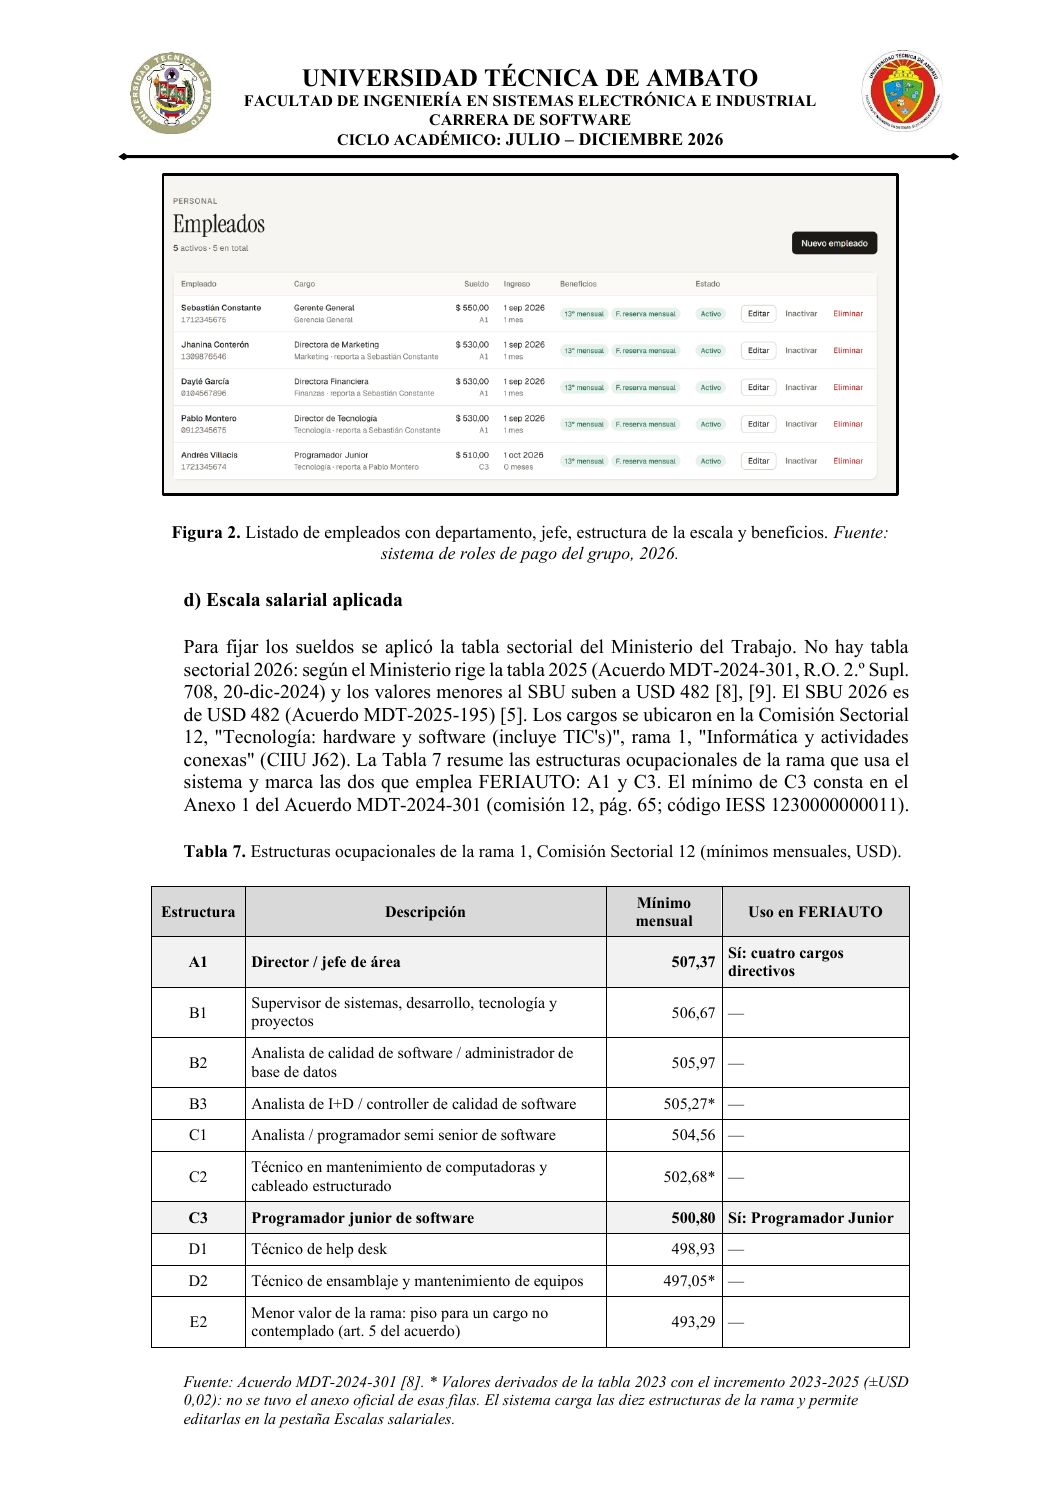 UNIVERSIDAD TÉCNICA DE AMBATO
FACULTAD DE INGENIERÍA EN SISTEMAS ELECTRÓNICA E INDUSTRIAL
CARRERA DE SOFTWARE
CICLO ACADÉMICO: JULIO – DICIEMBRE 2026
PERSONAL
Empleados
5 activos · 5 en total
Nuevo empleado
Empleado Cargo Sueldo Ingreso Beneficios Estado
Sebastián Constante Gerente General $ 550,00 1 sep 2026 13º mensual F. reserva mensual Activo Editar Inactivar Eliminar
1712345675 Gerencia General A1 1 mes
Jhanina Conterón Directora de Marketing $ 530,00 1 sep 2026 13º mensual F. reserva mensual Activo Editar Inactivar Eliminar
1309876546 Marketing · reporta a Sebastián Constante A1 1 mes
Daylé García Directora Financiera $ 530,00 1 sep 2026 13º mensual F. reserva mensual Activo Editar Inactivar Eliminar
0104567896 Finanzas · reporta a Sebastián Constante A1 1 mes
Pablo Montero Director de Tecnología $ 530,00 1 sep 2026 13º mensual F. reserva mensual Activo Editar Inactivar Eliminar
0912345675 Tecnología · reporta a Sebastián Constante A1 1 mes
Andrés Villacis Programador Junior $ 510,00 1 oct 2026 13º mensual F. reserva mensual Activo Editar Inactivar Eliminar
1721345674 Tecnología · reporta a Pablo Montero C3 0 meses
Figura 2. Listado de empleados con departamento, jefe, estructura de la escala y beneficios. Fuente:
sistema de roles de pago del grupo, 2026.
d) Escala salarial aplicada
Para fijar los sueldos se aplicó la tabla sectorial del Ministerio del Trabajo. No hay tabla
sectorial 2026: según el Ministerio rige la tabla 2025 (Acuerdo MDT-2024-301, R.O. 2.º Supl.
708, 20-dic-2024) y los valores menores al SBU suben a USD 482 [8], [9]. El SBU 2026 es
de USD 482 (Acuerdo MDT-2025-195) [5]. Los cargos se ubicaron en la Comisión Sectorial
12, "Tecnología: hardware y software (incluye TIC's)", rama 1, "Informática y actividades
conexas" (CIIU J62). La Tabla 7 resume las estructuras ocupacionales de la rama que usa el
sistema y marca las dos que emplea FERIAUTO: A1 y C3. El mínimo de C3 consta en el
Anexo 1 del Acuerdo MDT-2024-301 (comisión 12, pág. 65; código IESS 1230000000011).
Tabla 7. Estructuras ocupacionales de la rama 1, Comisión Sectorial 12 (mínimos mensuales, USD).
Estructura Descripción Mínimo mensual Uso en FERIAUTO
A1 Director / jefe de área 507,37 Sí: cuatro cargos directivos
B1 Supervisor de sistemas, desarrollo, tecnología y proyectos 506,67 —
B2 Analista de calidad de software / administrador de base de datos 505,97 —
B3 Analista de I+D / controller de calidad de software 505,27* —
C1 Analista / programador semi senior de software 504,56 —
C2 Técnico en mantenimiento de computadoras y cableado estructurado 502,68* —
C3 Programador junior de software 500,80 Sí: Programador Junior
D1 Técnico de help desk 498,93 —
D2 Técnico de ensamblaje y mantenimiento de equipos 497,05* —
E2 Menor valor de la rama: piso para un cargo no contemplado (art. 5 del acuerdo) 493,29 —
Fuente: Acuerdo MDT-2024-301 [8]. * Valores derivados de la tabla 2023 con el incremento 2023-2025 (±USD
0,02): no se tuvo el anexo oficial de esas filas. El sistema carga las diez estructuras de la rama y permite
editarlas en la pestaña Escalas salariales.